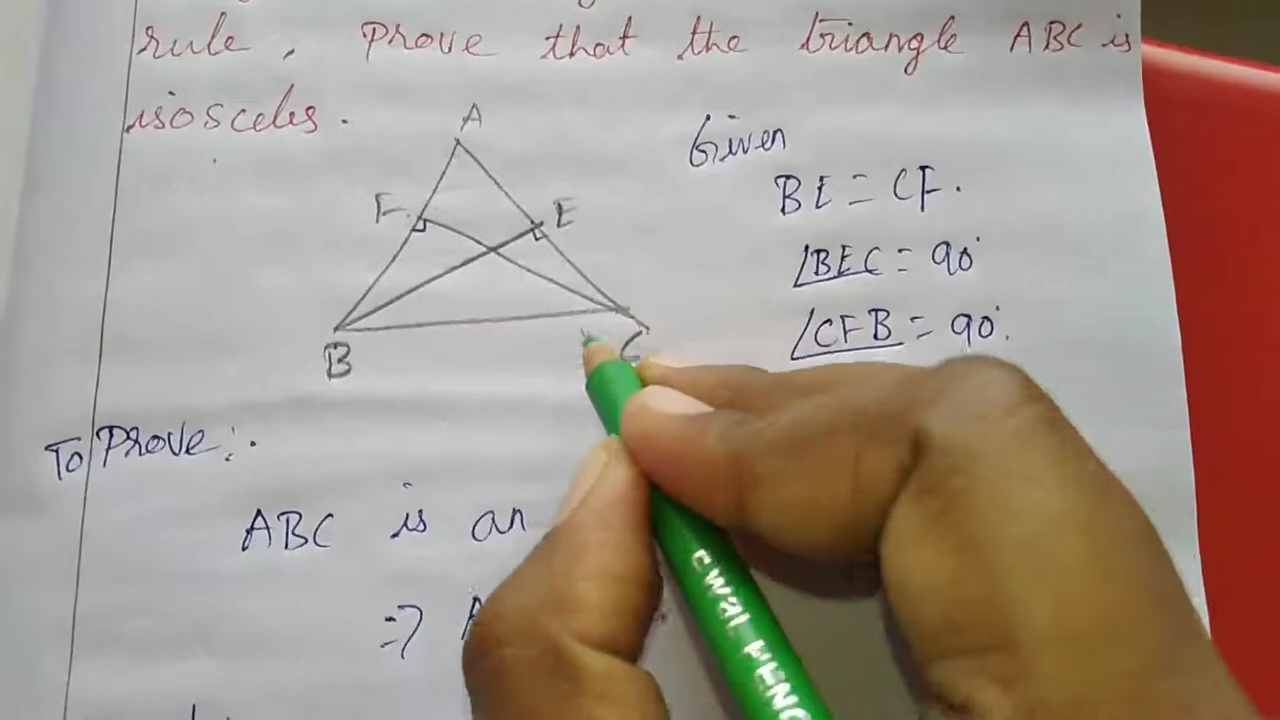 rule, Prove that the triangle ABC is
isosceles.
A
F
E
B
C
Given
BE = CF.
∠BEC = 90°
∠CFB = 90°.
To Prove:.
ABC is an
⇒ A